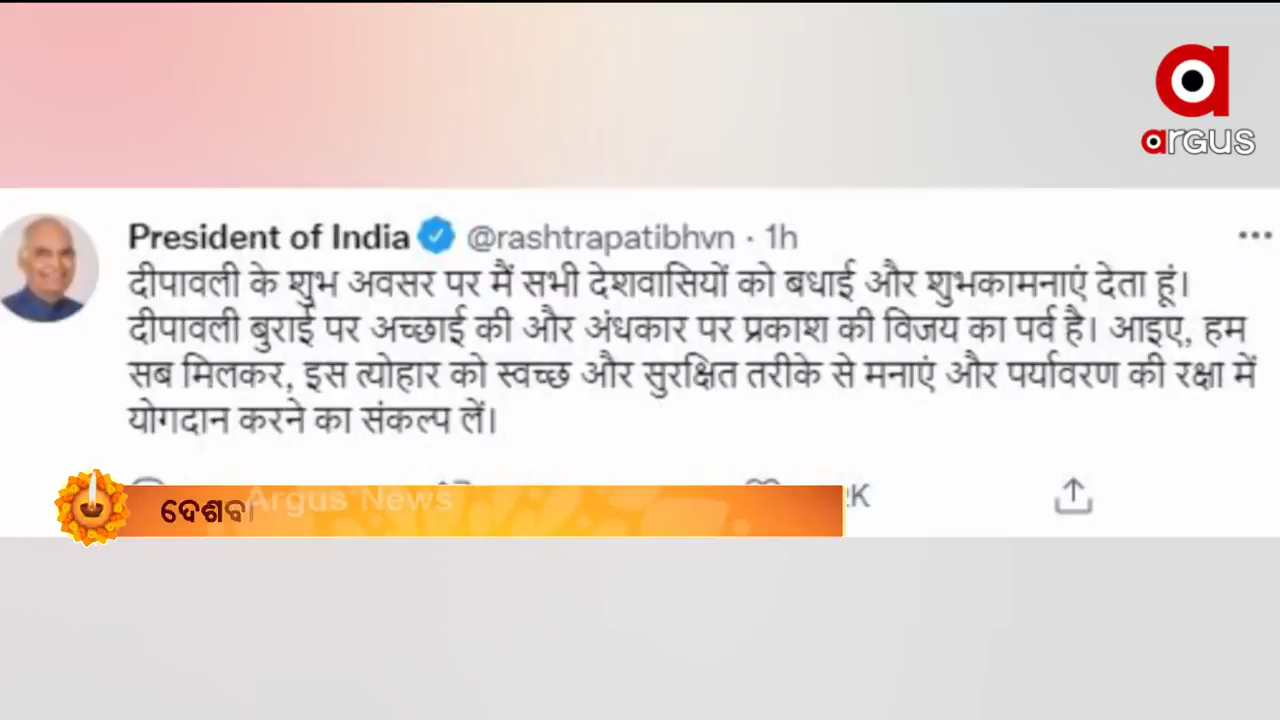 a
argus
President of India @rashtrapatibhvn · 1h
दीपावली के शुभ अवसर पर मैं सभी देशवासियों को बधाई और शुभकामनाएं देता हूं।
दीपावली बुराई पर अच्छाई की और अंधकार पर प्रकाश की विजय का पर्व है। आइए, हम
सब मिलकर, इस त्योहार को स्वच्छ और सुरक्षित तरीके से मनाएं और पर्यावरण की रक्षा में
योगदान करने का संकल्प लें।
Argus News